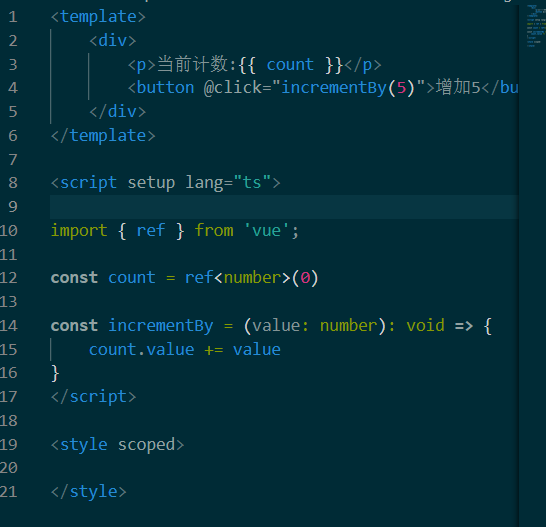 1 <template>
2 <div>
3 <p>当前计数:{{ count }}</p>
4 <button @click="incrementBy(5)">增加5</bu
5 </div>
6 </template>
7
8 <script setup lang="ts">
9
10 import { ref } from 'vue';
11
12 const count = ref<number>(0)
13
14 const incrementBy = (value: number): void => {
15 count.value += value
16 }
17 </script>
18
19 <style scoped>
20
21 </style>